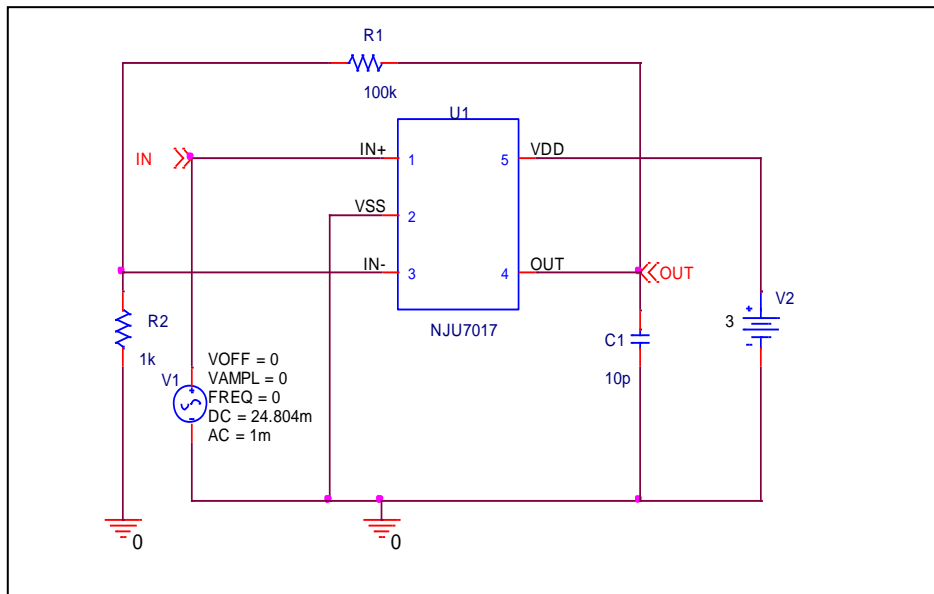 R1
100k
U1
IN
IN+
1
5
VDD
VSS
2
IN-
3
4
OUT
OUT
NJU7017
V2
3
R2
1k
C1
10p
V1
VOFF = 0
VAMPL = 0
FREQ = 0
DC = 24.804m
AC = 1m
0
0